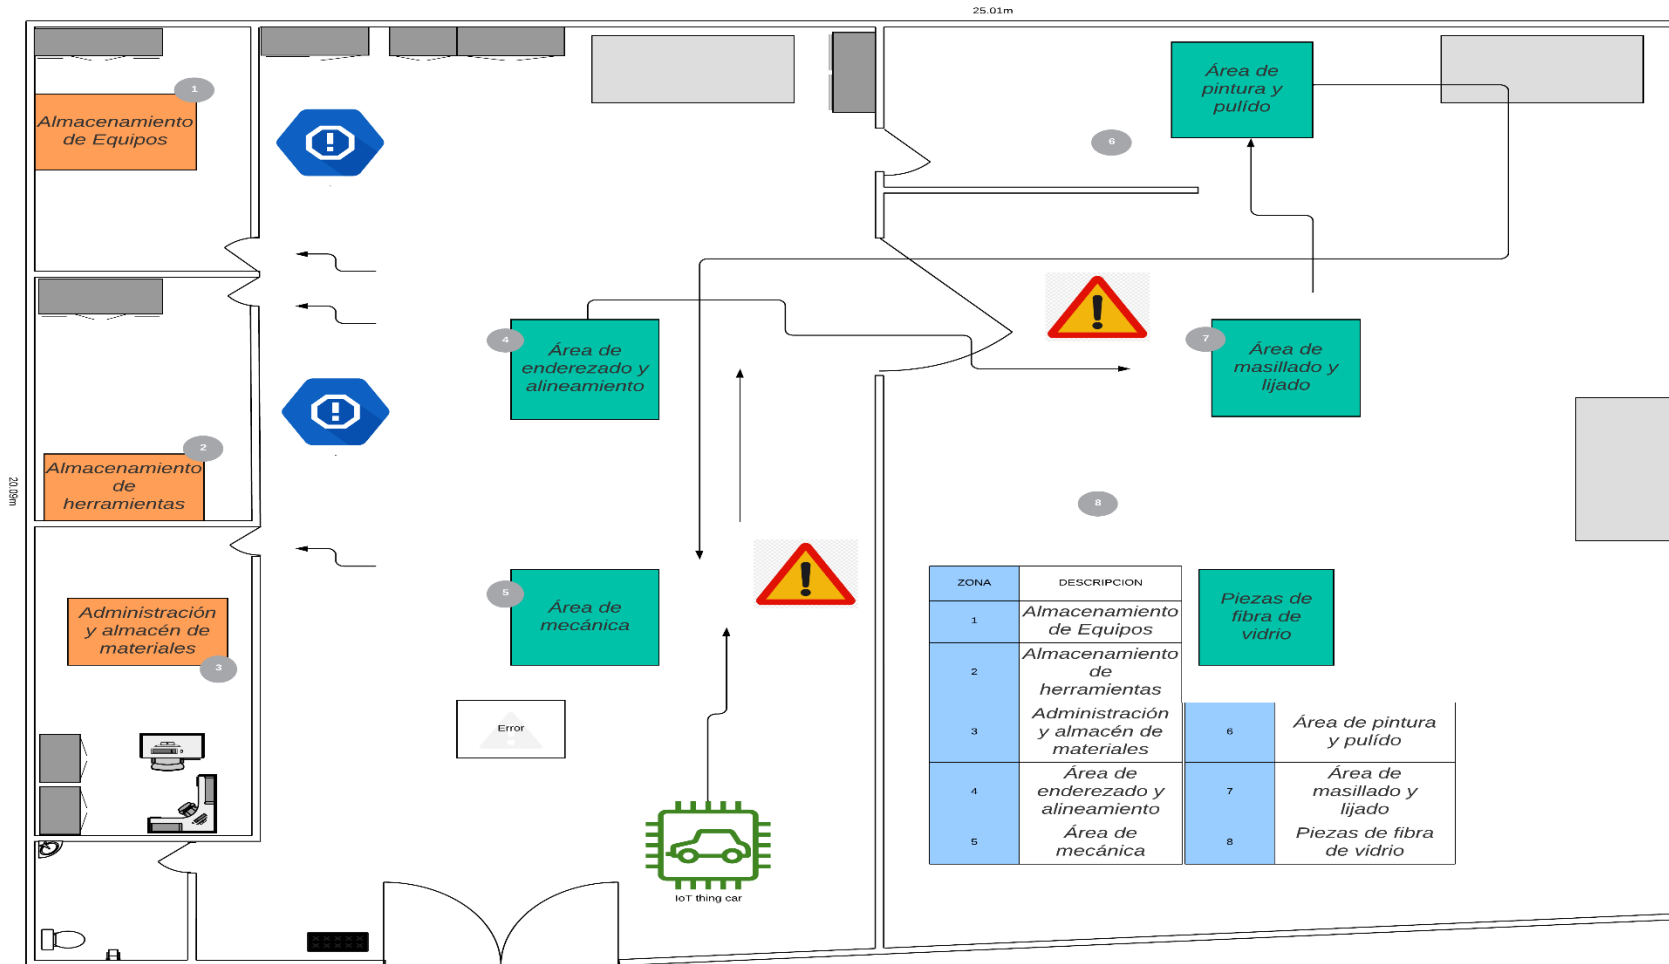 25.01m
20.09m
1
Almacenamiento
de Equipos
Área de
pintura y
pulído
6
4
Área de
enderezado y
alineamiento
7
Área de
masillado y
lijado
2
Almacenamiento
de
herramientas
8
5
Área de
mecánica
Administración
y almacén de
materiales
3
Piezas de
fibra de
vidrio
Error
IoT thing car
ZONA DESCRIPCION
1 Almacenamiento
de Equipos
2 Almacenamiento
de
herramientas
3 Administración
y almacén de
materiales
4 Área de
enderezado y
alineamiento
5 Área de
mecánica
6 Área de pintura
y pulído
7 Área de
masillado y
lijado
8 Piezas de fibra
de vidrio